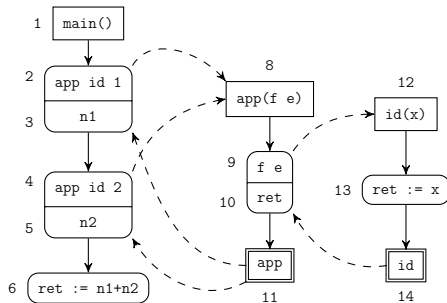 1
main()
2
app id 1
3
n1
4
app id 2
5
n2
6
ret := n1+n2
8
app(f e)
9
f e
10
ret
app
11
12
id(x)
13
ret := x
id
14